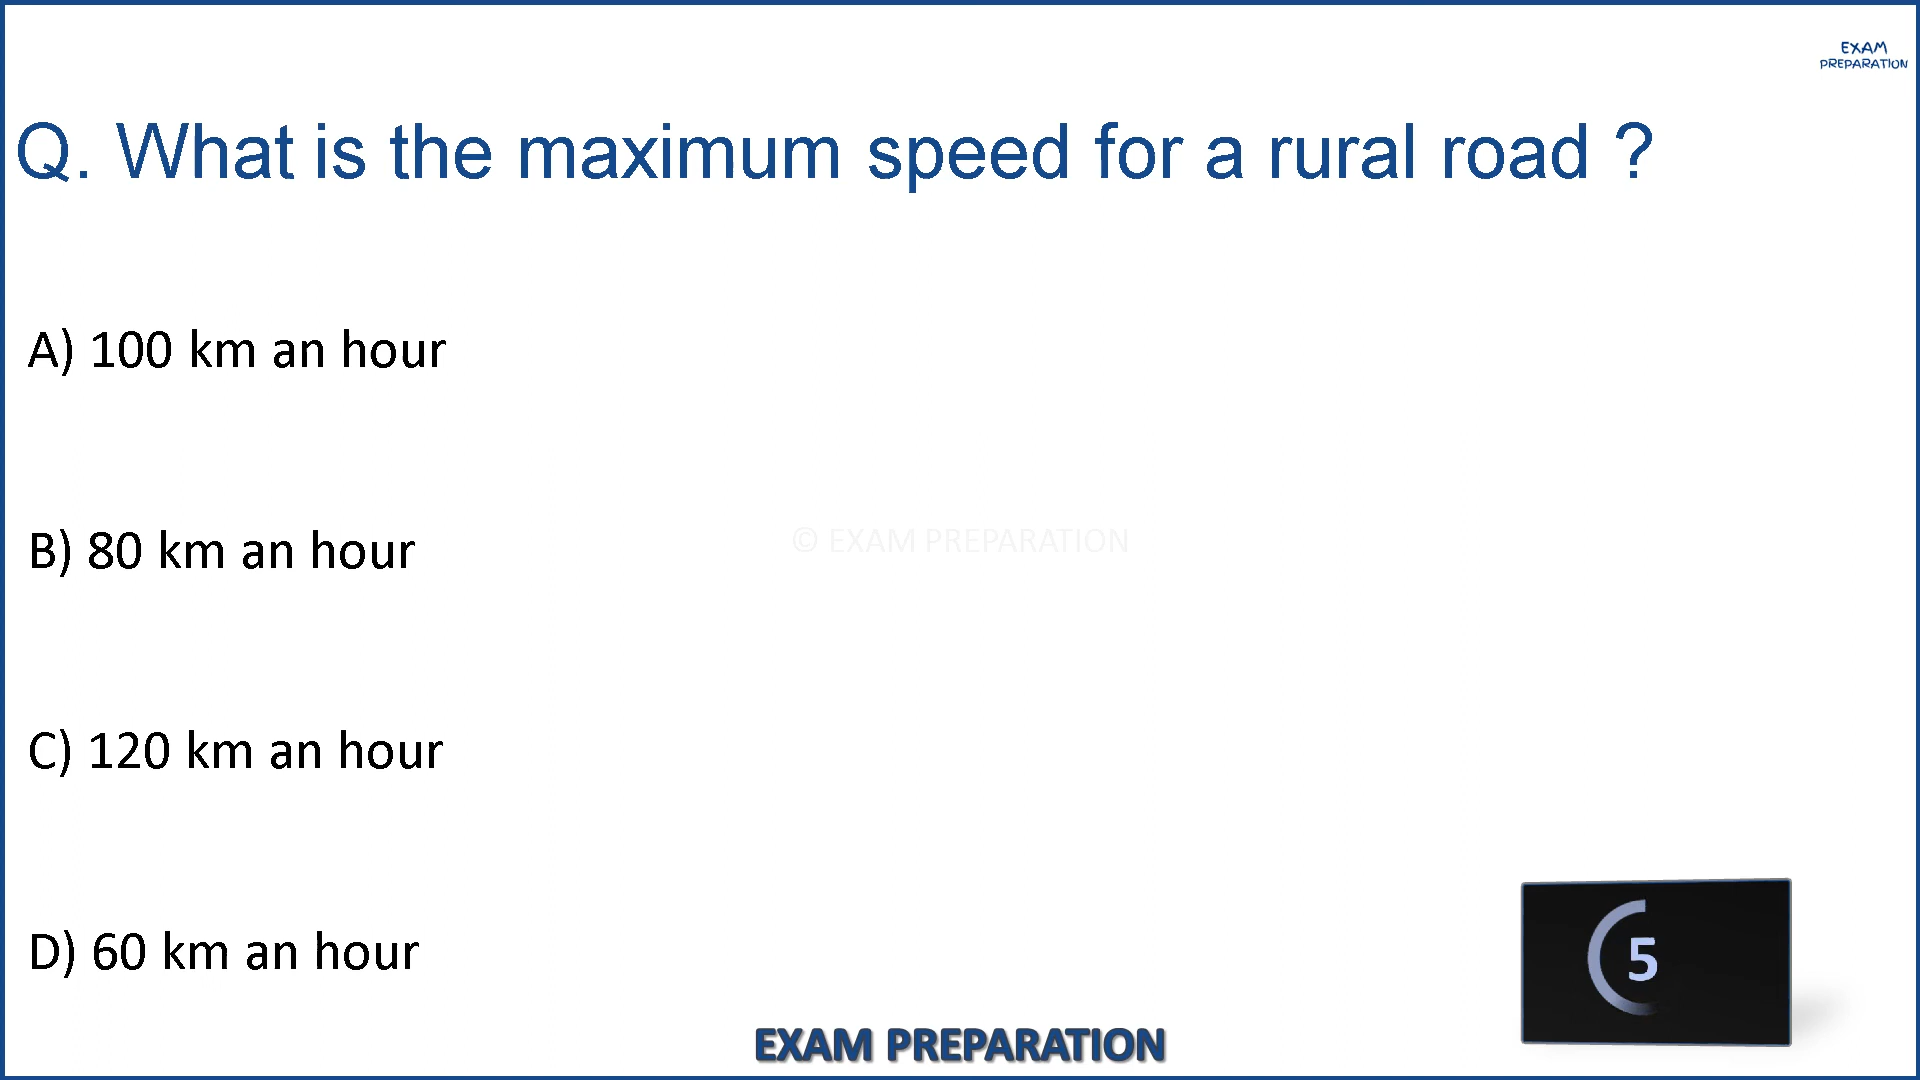 EXAM
PREPARATION
Q. What is the maximum speed for a rural road ?
A) 100 km an hour
B) 80 km an hour
© EXAM PREPARATION
C) 120 km an hour
D) 60 km an hour
5
EXAM PREPARATION